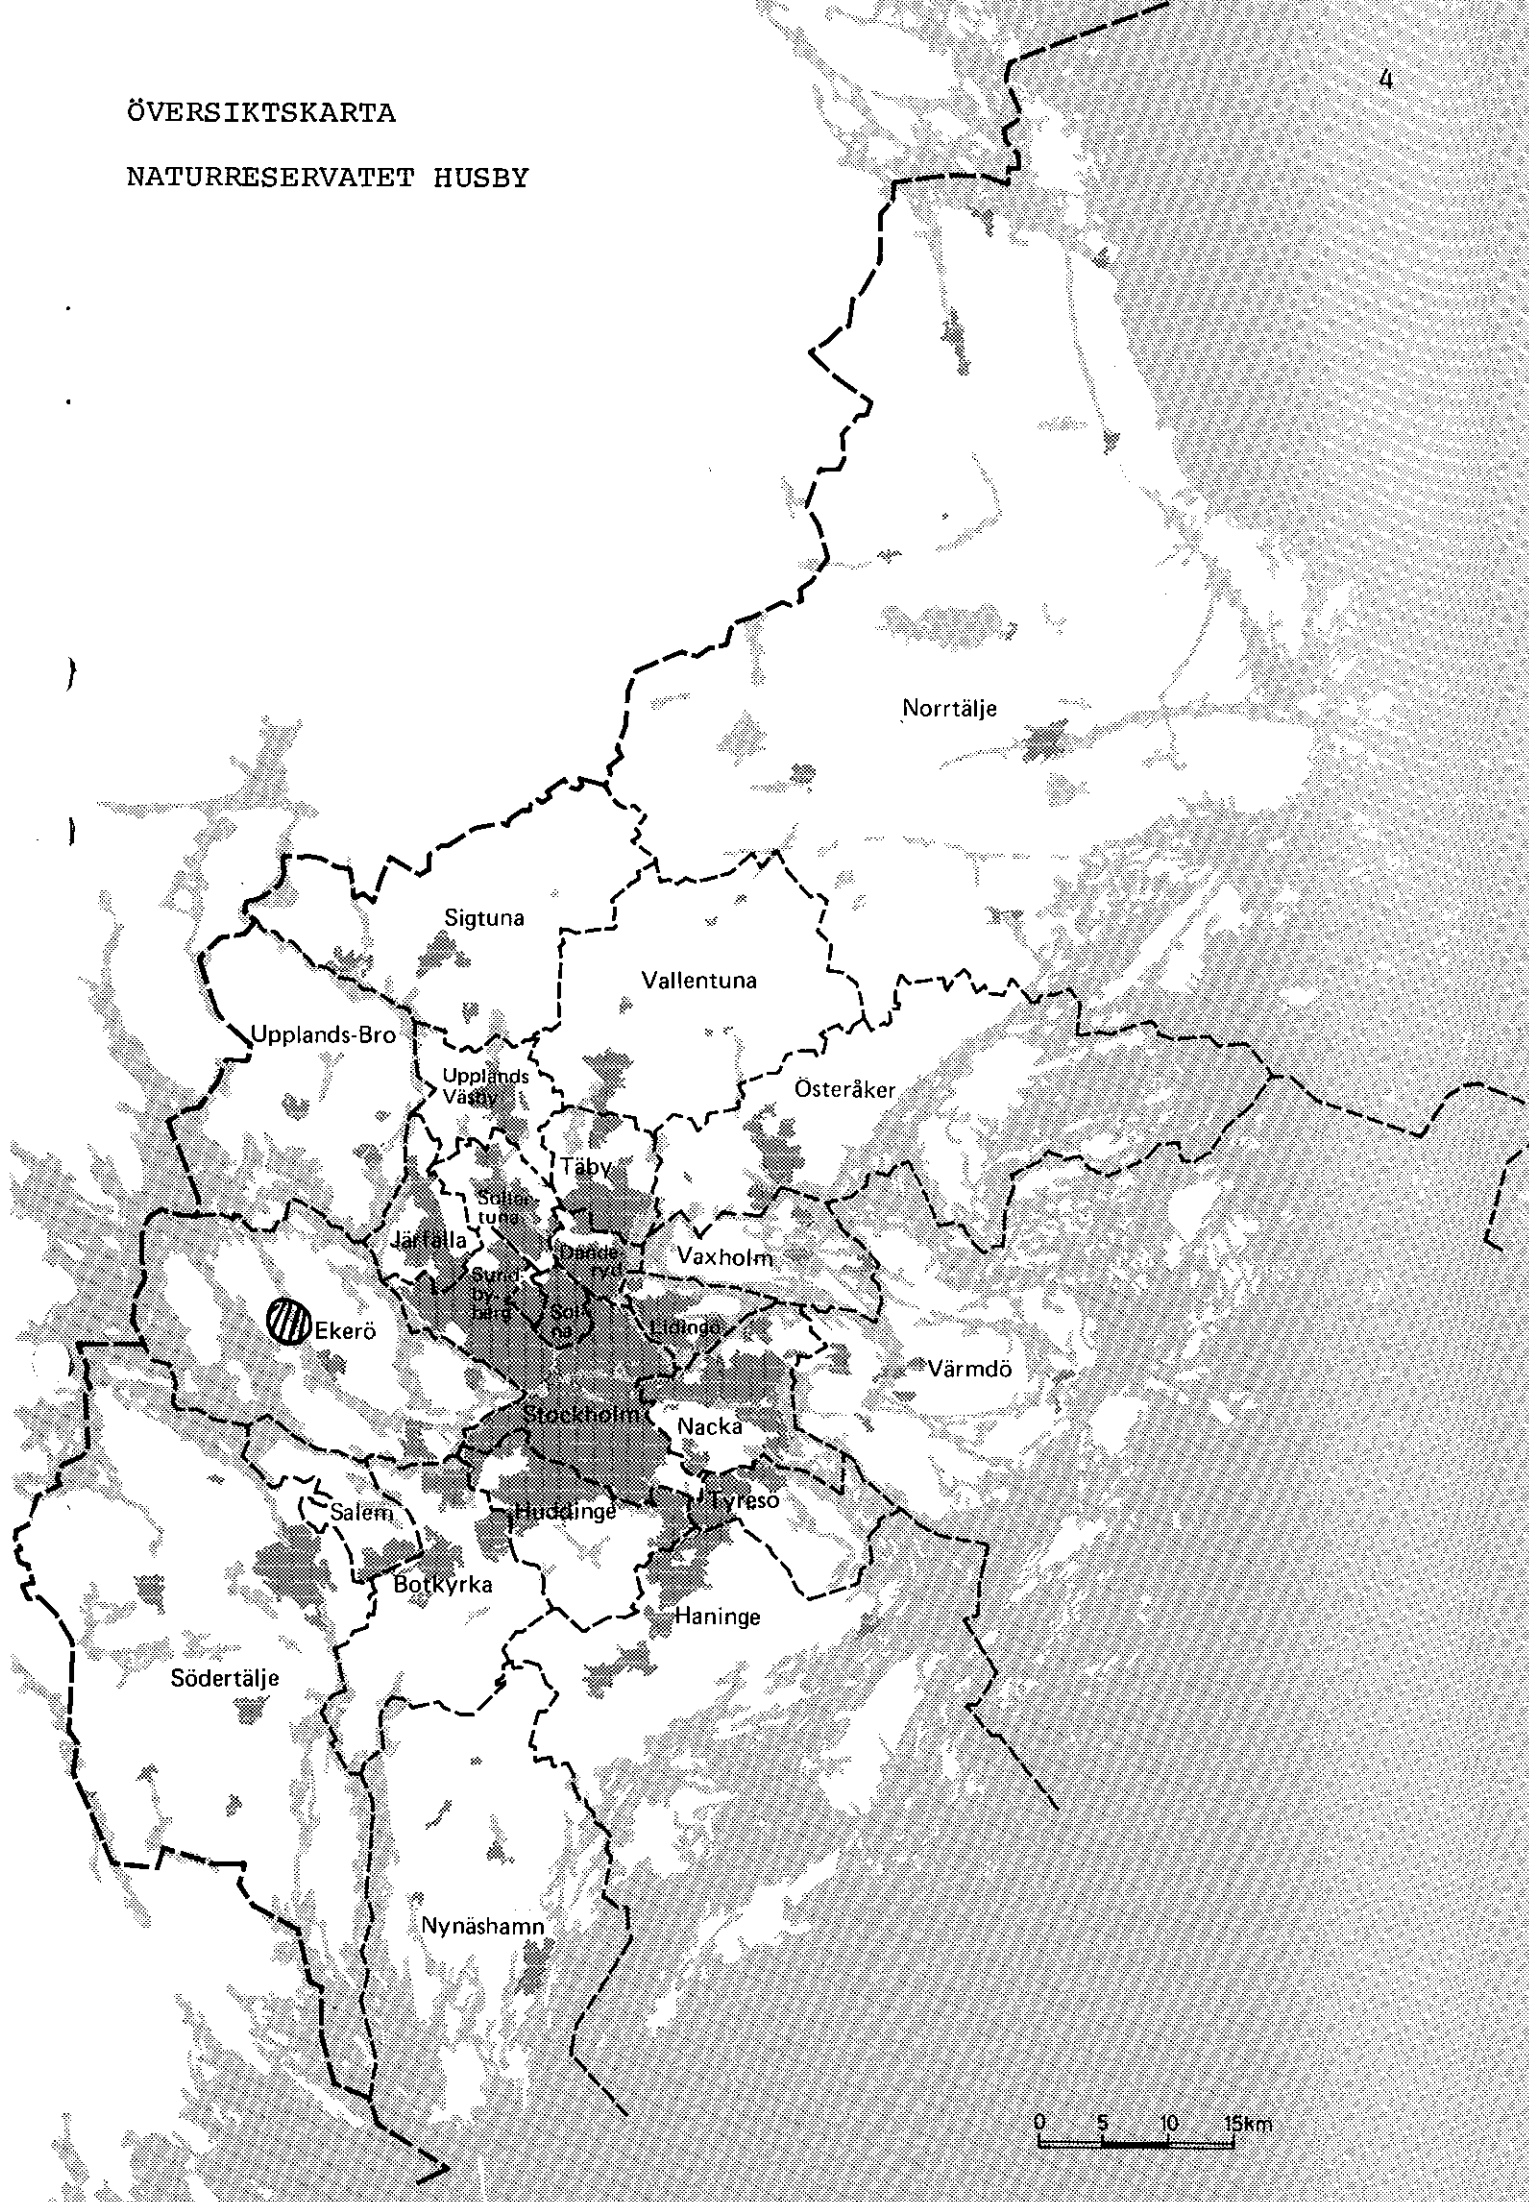 4
ÖVERSIKTSKARTA
NATURRESERVATET HUSBY
Norrtälje
Sigtuna
Vallentuna
Upplands-Bro
Upplands
Väsby
Österåker
Täby
Sollen-
tuna
Järfälla
Dande-
ryd
Vaxholm
Sund-
by-
berg
Sol-
na
Lidingö
Ekerö
Värmdö
Stockholm
Nacka
Tyresö
Salem
Huddinge
Botkyrka
Haninge
Södertälje
Nynäshamn
0 5 10 15km